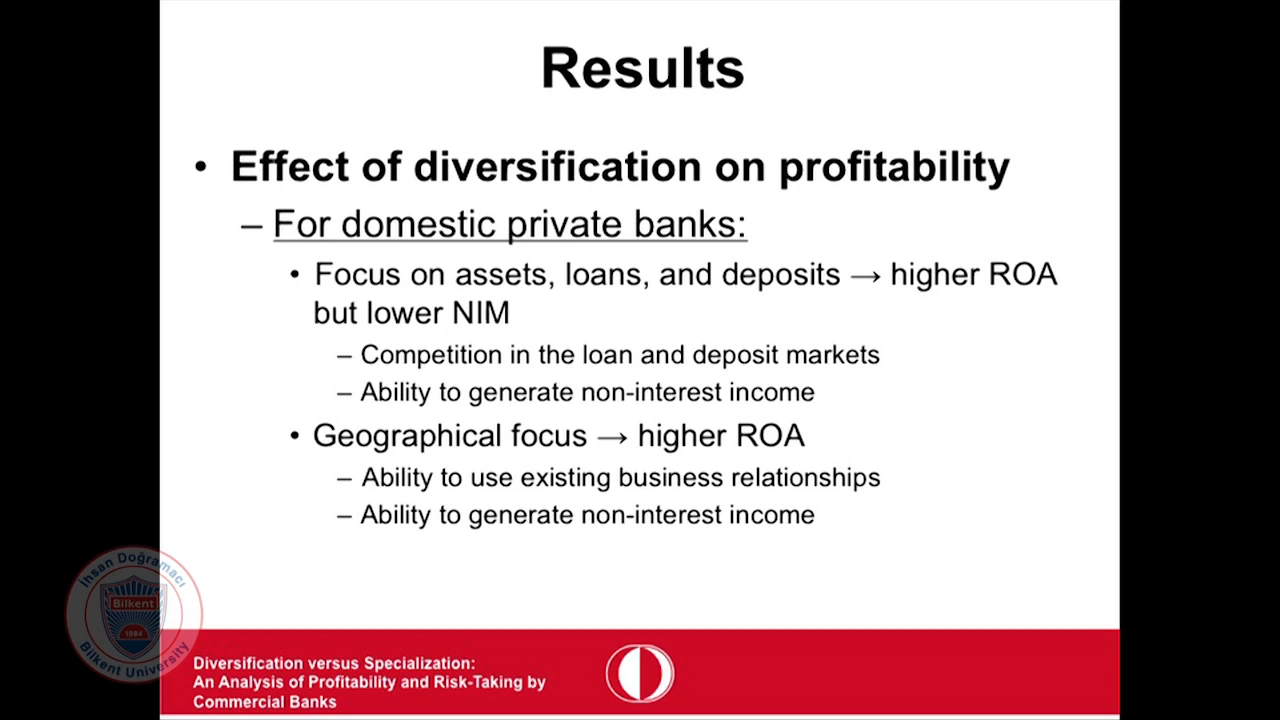 Results
• Effect of diversification on profitability
– For domestic private banks:
• Focus on assets, loans, and deposits → higher ROA
but lower NIM
– Competition in the loan and deposit markets
– Ability to generate non-interest income
• Geographical focus → higher ROA
– Ability to use existing business relationships
– Ability to generate non-interest income
İhsan Doğramacı
Bilkent
1984
Bilkent University
Diversification versus Specialization:
An Analysis of Profitability and Risk-Taking by
Commercial Banks